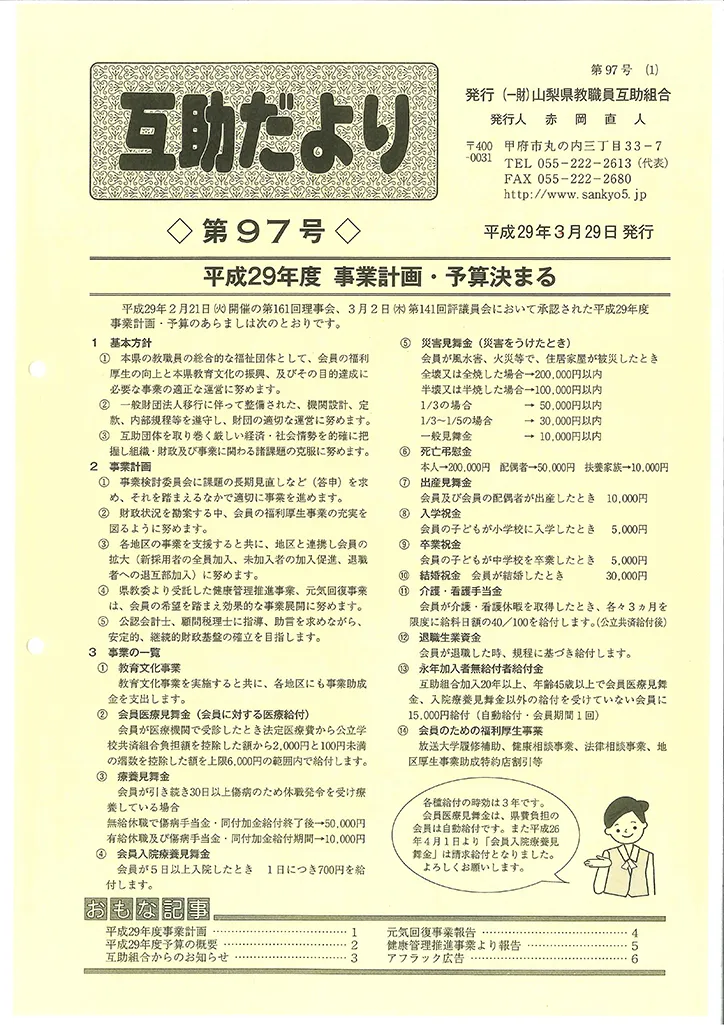 第97号 (1)
互助だより
発行 (一財)山梨県教職員互助組合
発行人 赤岡直人
〒400-0031 甲府市丸の内三丁目33－7
TEL 055-222-2613 (代表)
FAX 055-222-2680
http://www.sankyo5.jp
◇ 第97号 ◇
平成29年3月29日発行
平成29年度 事業計画・予算決まる
平成29年2月21日㈫開催の第161回理事会、3月2日㈭第141回評議員会において承認された平成29年度
事業計画・予算のあらましは次のとおりです。
1 基本方針
① 本県の教職員の総合的な福祉団体として、会員の福利
厚生の向上と本県教育文化の振興、及びその目的達成に
必要な事業の適正な運営に努めます。
② 一般財団法人移行に伴って整備された、機関設計、定
款、内部規程等を遵守し、財団の適切な運営に努めます。
③ 互助団体を取り巻く厳しい経済・社会情勢を的確に把
握し組織・財政及び事業に関わる諸課題の克服に努めます。
2 事業計画
① 事業検討委員会に課題の長期見直しなど（答申）を求
め、それを踏まえるなかで適切に事業を進めます。
② 財政状況を勘案する中、会員の福利厚生事業の充実を
図るように努めます。
③ 各地区の事業を支援すると共に、地区と連携し会員の
拡大（新採用者の全員加入、未加入者の加入促進、退職
者への退互部加入）に努めます。
④ 県教委より受託した健康管理推進事業、元気回復事業
は、会員の希望を踏まえ効果的な事業展開に努めます。
⑤ 公認会計士、顧問税理士に指導、助言を求めながら、
安定的、継続的財政基盤の確立を目指します。
3 事業の一覧
① 教育文化事業
教育文化事業を実施すると共に、各地区にも事業助成
金を支出します。
② 会員医療見舞金（会員に対する医療給付）
会員が医療機関で受診したとき法定医療費から公立学
校共済組合負担額を控除した額から2,000円と100円未満
の端数を控除した額を上限6,000円の範囲内で給付します。
③ 療養見舞金
会員が引き続き30日以上傷病のため休職発令を受け療
養している場合
無給休職で傷病手当金・同付加金給付終了後→50,000円
有給休職及び傷病手当金・同付加金給付期間→10,000円
④ 会員入院療養見舞金
会員が5日以上入院したとき 1日につき700円を給
付します。
⑤ 災害見舞金（災害をうけたとき）
会員が風水害、火災等で、住居家屋が被災したとき
全壊又は全焼した場合→200,000円以内
半壊又は半焼した場合→100,000円以内
1/3の場合 → 50,000円以内
1/3～1/5の場合 → 30,000円以内
一般見舞金 → 10,000円以内
⑥ 死亡弔慰金
本人→200,000円 配偶者→50,000円 扶養家族→10,000円
⑦ 出産見舞金
会員及び会員の配偶者が出産したとき 10,000円
⑧ 入学祝金
会員の子どもが小学校に入学したとき 5,000円
⑨ 卒業祝金
会員の子どもが中学校を卒業したとき 5,000円
⑩ 結婚祝金 会員が結婚したとき 30,000円
⑪ 介護・看護手当金
会員が介護・看護休暇を取得したとき、各々3ヵ月を
限度に給料日額の40／100を給付します。(公立共済給付後)
⑫ 退職生業資金
会員が退職した時、規程に基づき給付します。
⑬ 永年加入者無給付者給付金
互助組合加入20年以上、年齢45歳以上で会員医療見舞
金、入院療養見舞金以外の給付を受けていない会員に
15,000円給付（自動給付・会員期間1回）
⑭ 会員のための福利厚生事業
放送大学履修補助、健康相談事業、法律相談事業、地
区厚生事業助成特約店割引等
各種給付の時効は3年です。
会員医療見舞金は、県費負担の
会員は自動給付です。また平成26
年4月1日より「会員入院療養見
舞金」は請求給付となりました。
よろしくお願いします。
おもな記事
平成29年度事業計画 …… 1
平成29年度予算の概要 …… 2
互助組合からのお知らせ …… 3
元気回復事業報告 …… 4
健康管理推進事業より報告 …… 5
アフラック広告 …… 6